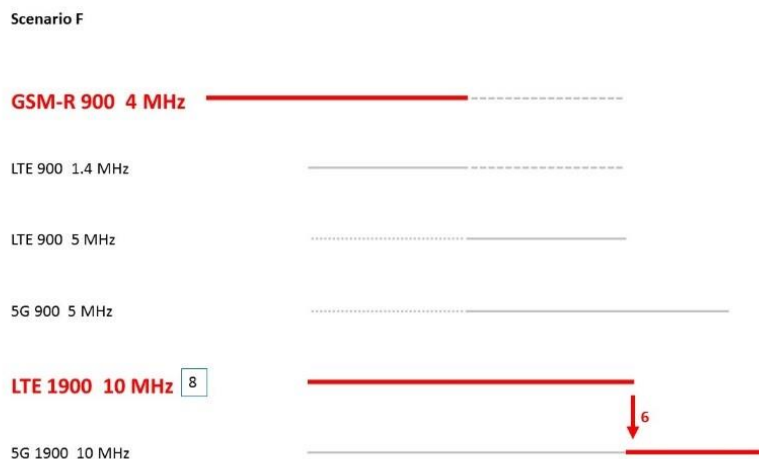 Scenario F
GSM-R 900 4 MHz
LTE 900 1.4 MHz
LTE 900 5 MHz
5G 900 5 MHz
LTE 1900 10 MHz 8
6
5G 1900 10 MHz